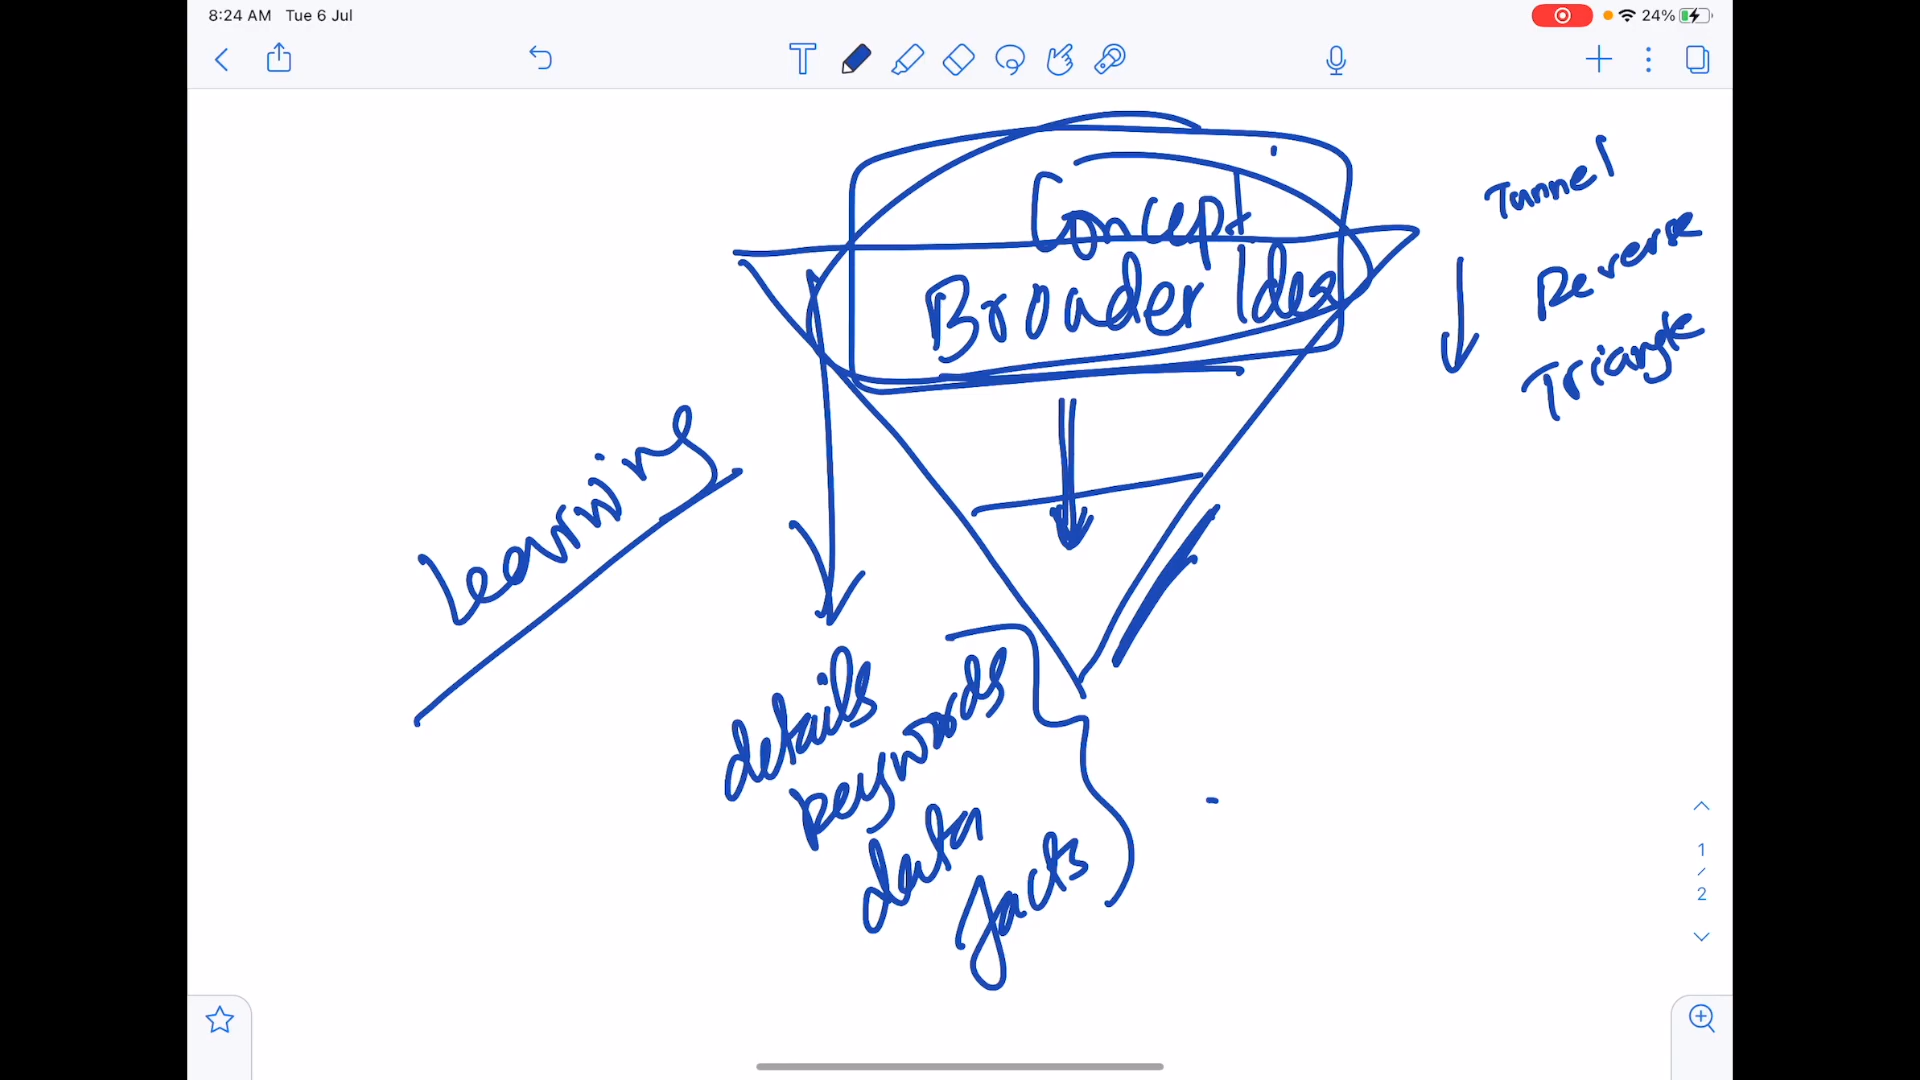 8:24 AM Tue 6 Jul
24%
Concept
Broader Idea
Tunnel
Reverse
Triangle
Learning
details
keywords
data
facts
1
/
2